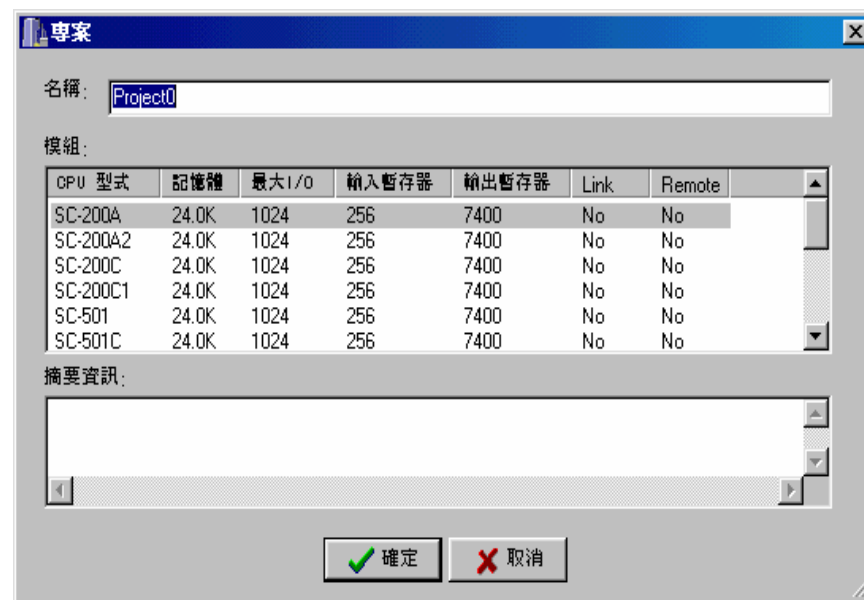 專案
名稱: Project0
模組:
CPU 型式 記憶體 最大I/O 輸入暫存器 輸出暫存器 Link Remote
SC-200A 24.0K 1024 256 7400 No No
SC-200A2 24.0K 1024 256 7400 No No
SC-200C 24.0K 1024 256 7400 No No
SC-200C1 24.0K 1024 256 7400 No No
SC-501 24.0K 1024 256 7400 No No
SC-501C 24.0K 1024 256 7400 No No
摘要資訊:
確定 取消